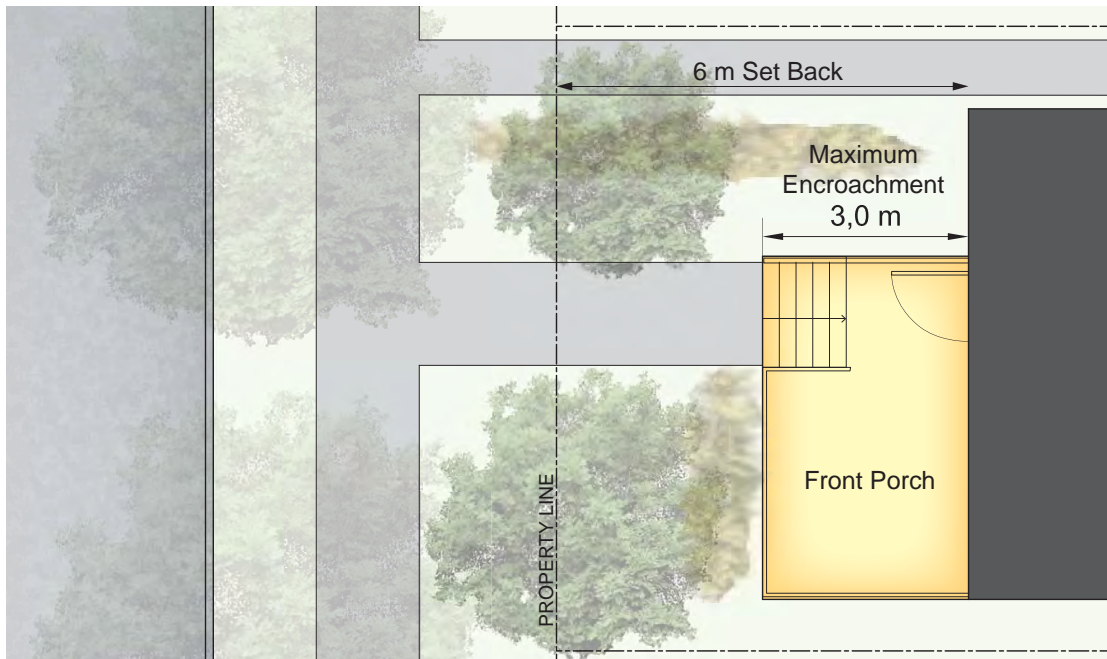 6 m Set Back
Maximum
Encroachment
3,0 m
Front Porch
PROPERTY LINE